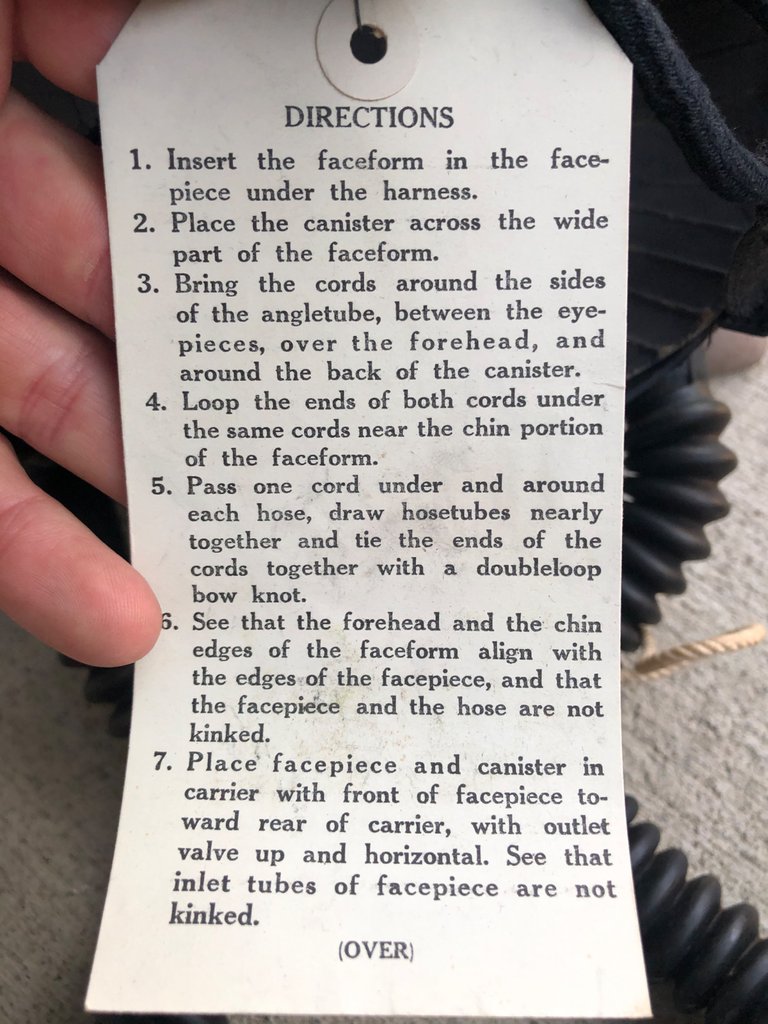 DIRECTIONS
1. Insert the faceform in the face-
piece under the harness.
2. Place the canister across the wide
part of the faceform.
3. Bring the cords around the sides
of the angletube, between the eye-
pieces, over the forehead, and
around the back of the canister.
4. Loop the ends of both cords under
the same cords near the chin portion
of the faceform.
5. Pass one cord under and around
each hose, draw hosetubes nearly
together and tie the ends of the
cords together with a doubleloop
bow knot.
6. See that the forehead and the chin
edges of the faceform align with
the edges of the facepiece, and that
the facepiece and the hose are not
kinked.
7. Place facepiece and canister in
carrier with front of facepiece to-
ward rear of carrier, with outlet
valve up and horizontal. See that
inlet tubes of facepiece are not
kinked.
(OVER)